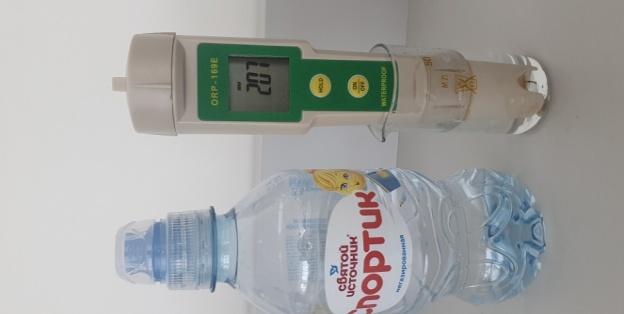 ORP-169E
mV
207
HOLD
ON
OFF
WATERPROOF
СВЯТОЙ
ИСТОЧНИК
СПОРТИК
негазированная